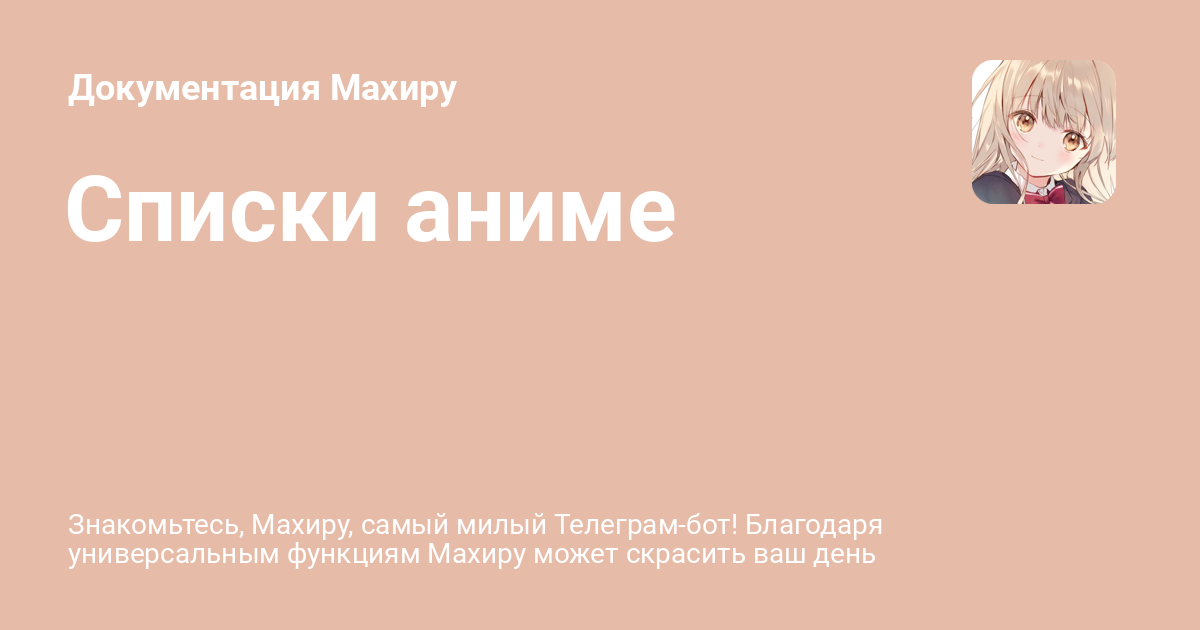 Документация Махиру
Списки аниме
Знакомьтесь, Махиру, самый милый Телеграм-бот! Благодаря
универсальным функциям Махиру может скрасить ваш день